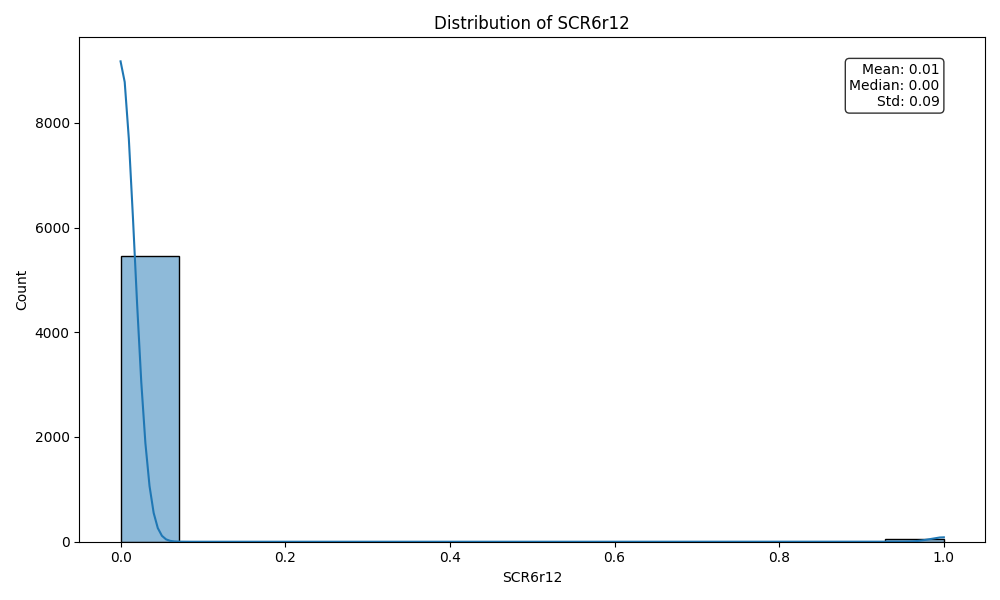 Distribution of SCR6r12
Mean: 0.01
Median: 0.00
Std: 0.09
Count
8000
6000
4000
2000
0
0.0 0.2 0.4 0.6 0.8 1.0
SCR6r12